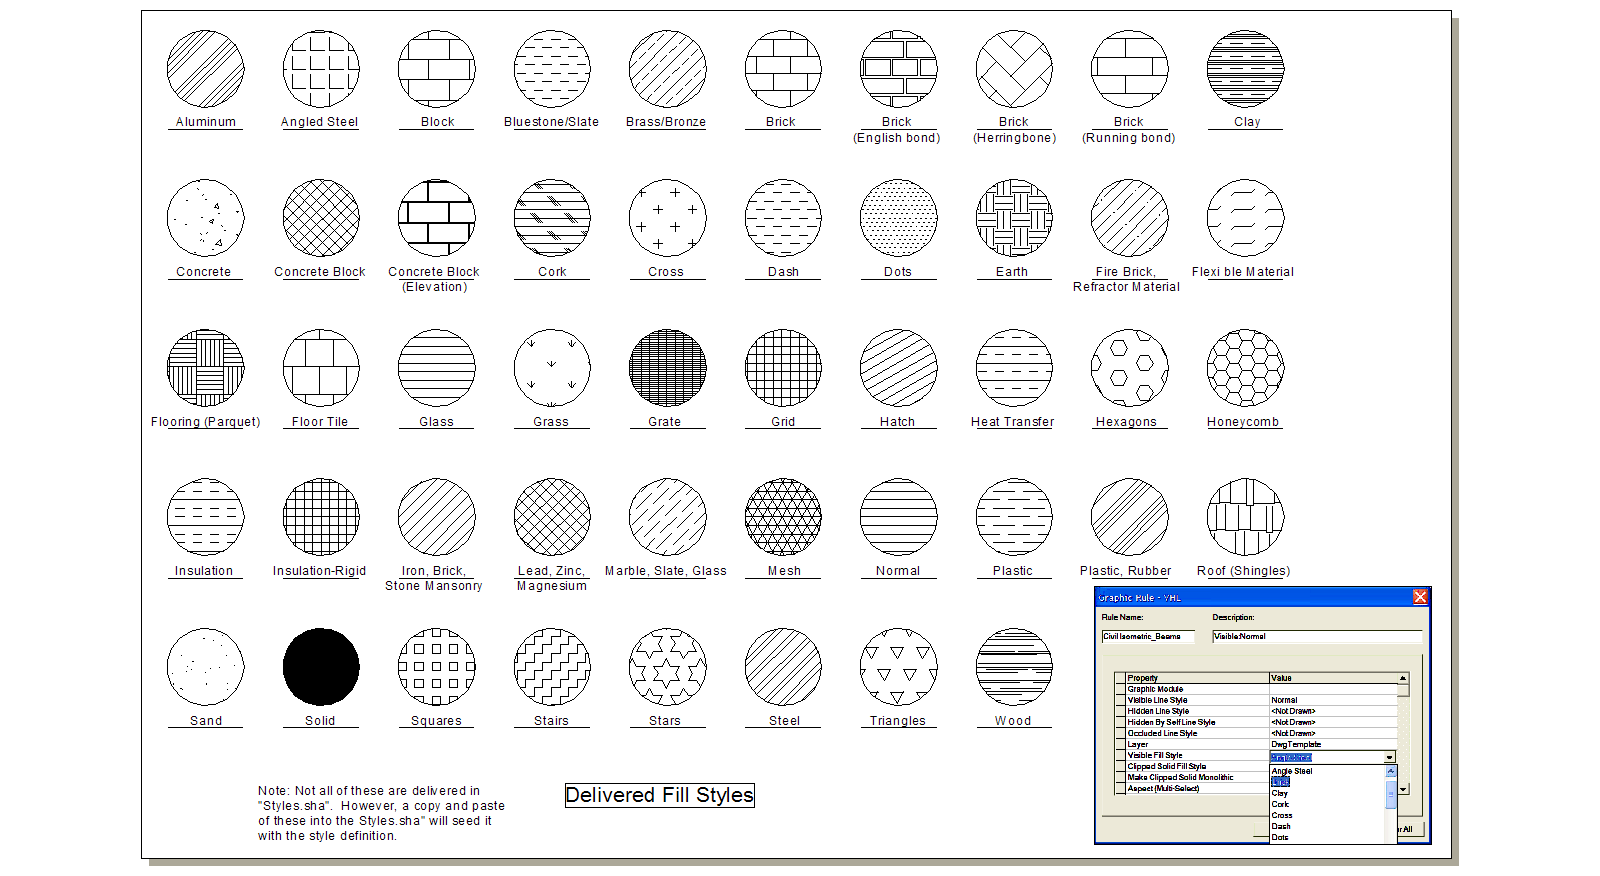 Aluminum Angled Steel Block Bluestone/Slate Brass/Bronze Brick Brick Brick Brick Clay
(English bond) (Herringbone) (Running bond)
Concrete Concrete Block Concrete Block Cork Cross Dash Dots Earth Fire Brick, Flexi ble Material
(Elevation) Refractor Material
Flooring (Parquet) Floor Tile Glass Grass Grate Grid Hatch Heat Transfer Hexagons Honeycomb
Insulation Insulation-Rigid Iron, Brick, Lead, Zinc, Marble, Slate, Glass Mesh Normal Plastic Plastic, Rubber Roof (Shingles)
Stone Mansonry Magnesium
Sand Solid Squares Stairs Stars Steel Triangles Wood
Note: Not all of these are delivered in
"Styles.sha". However, a copy and paste
of these into the Styles.sha" will seed it
with the style definition.
Delivered Fill Styles
Graphic Rule - VHL
Rule Name: Description:
Civil Isometric_Beams Visible:Normal
Property Value
Graphic Module
Visible Line Style Normal
Hidden Line Style <Not Drawn>
Hidden By Self Line Style <Not Drawn>
Occluded Line Style <Not Drawn>
Layer DwgTemplate
Visible Fill Style
Clipped Solid Fill Style
Make Clipped Solid Monolithic
Aspect (Multi-Select)
Angle Steel
Clay
Cork
Cross
Dash
Dots
All